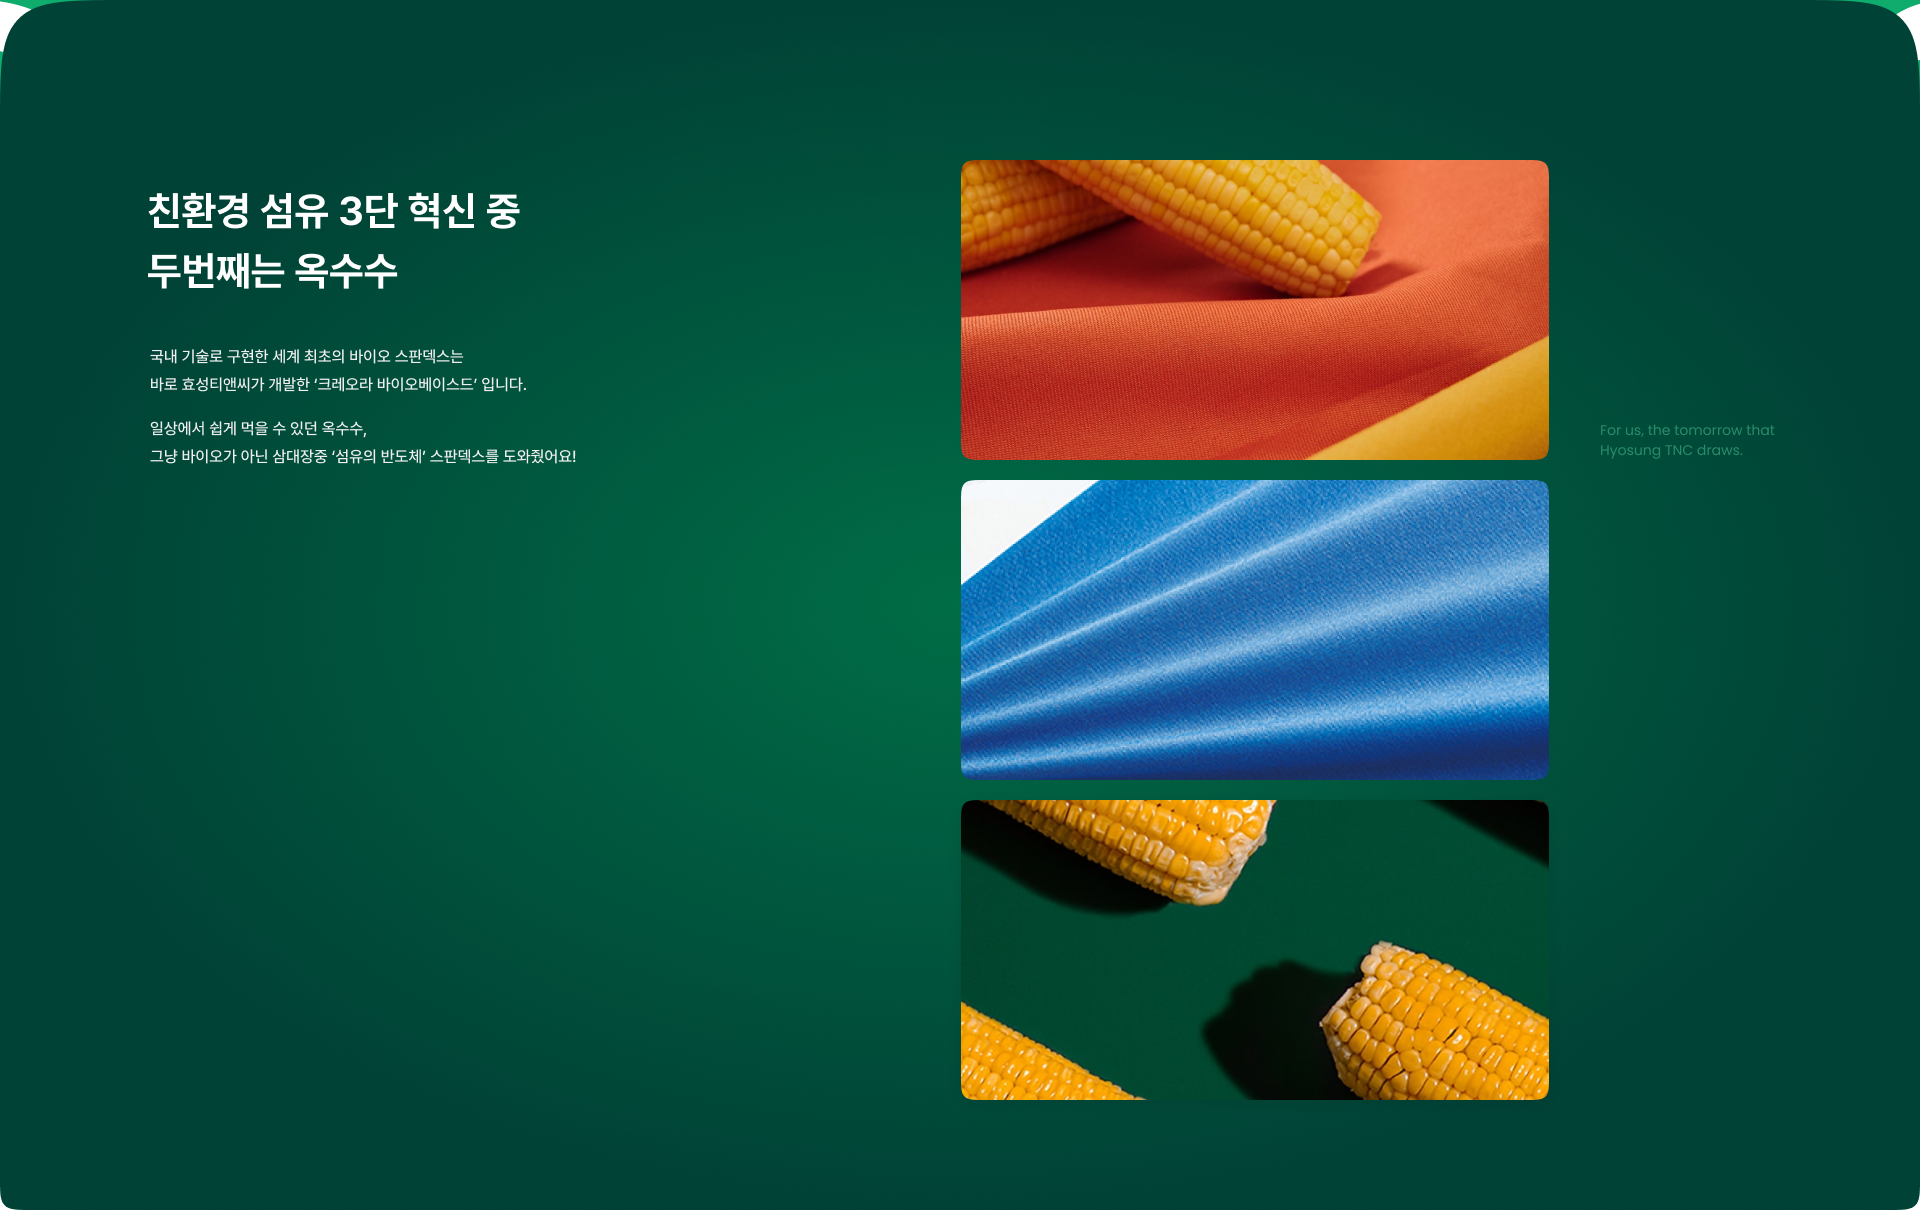 친환경 섬유 3단 혁신 중
두번째는 옥수수
국내 기술로 구현한 세계 최초의 바이오 스판덱스는
바로 효성티앤씨가 개발한 ‘크레오라 바이오베이스드’ 입니다.
일상에서 쉽게 먹을 수 있던 옥수수,
그냥 바이오가 아닌 삼대장중 ‘섬유의 반도체’ 스판덱스를 도와줬어요!
For us, the tomorrow that
Hyosung TNC draws.